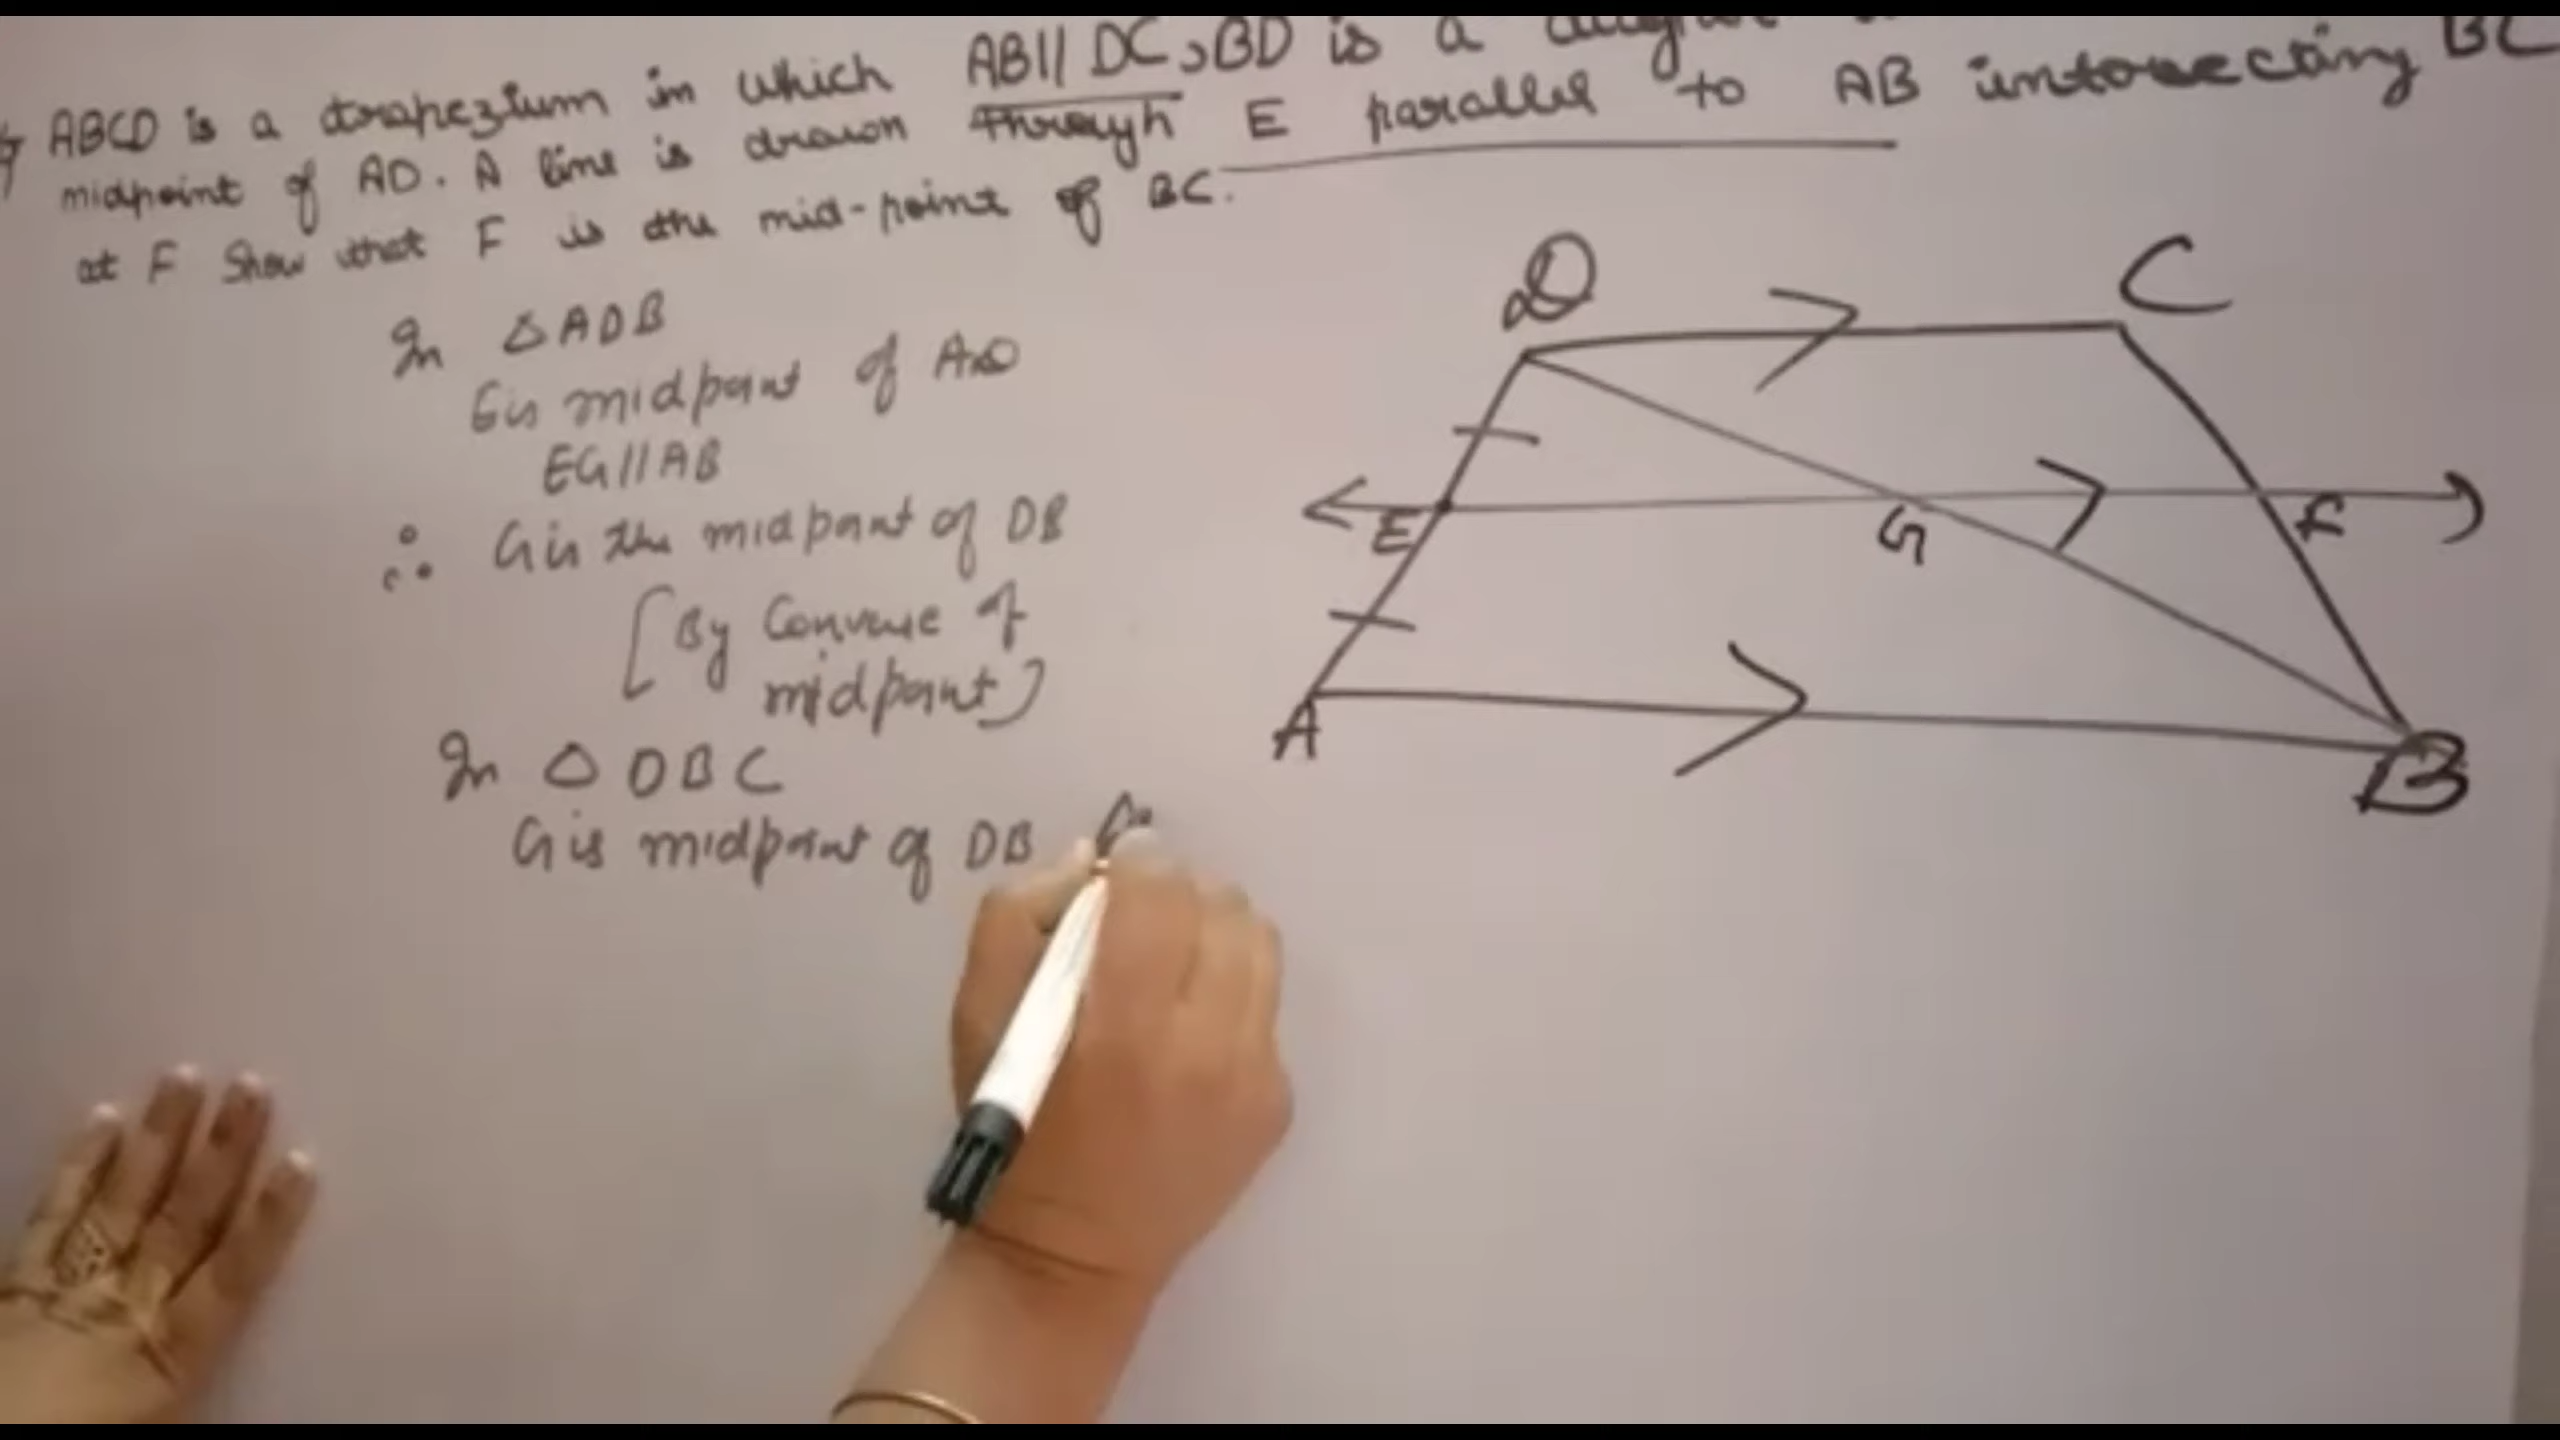 ABCD is a trapezium in which AB || DC, BD is a
midpoint of AD. A line is drawn through E parallel to AB intersecting BC
at F Show that F is the mid-point of BC.
In △ADB
E is midpoint of AD
EG || AB
∴ G is the midpoint of DB
[By Converse of
midpoint]
In △ DBC
G is midpoint of DB
D
C
E
G
F
A
B